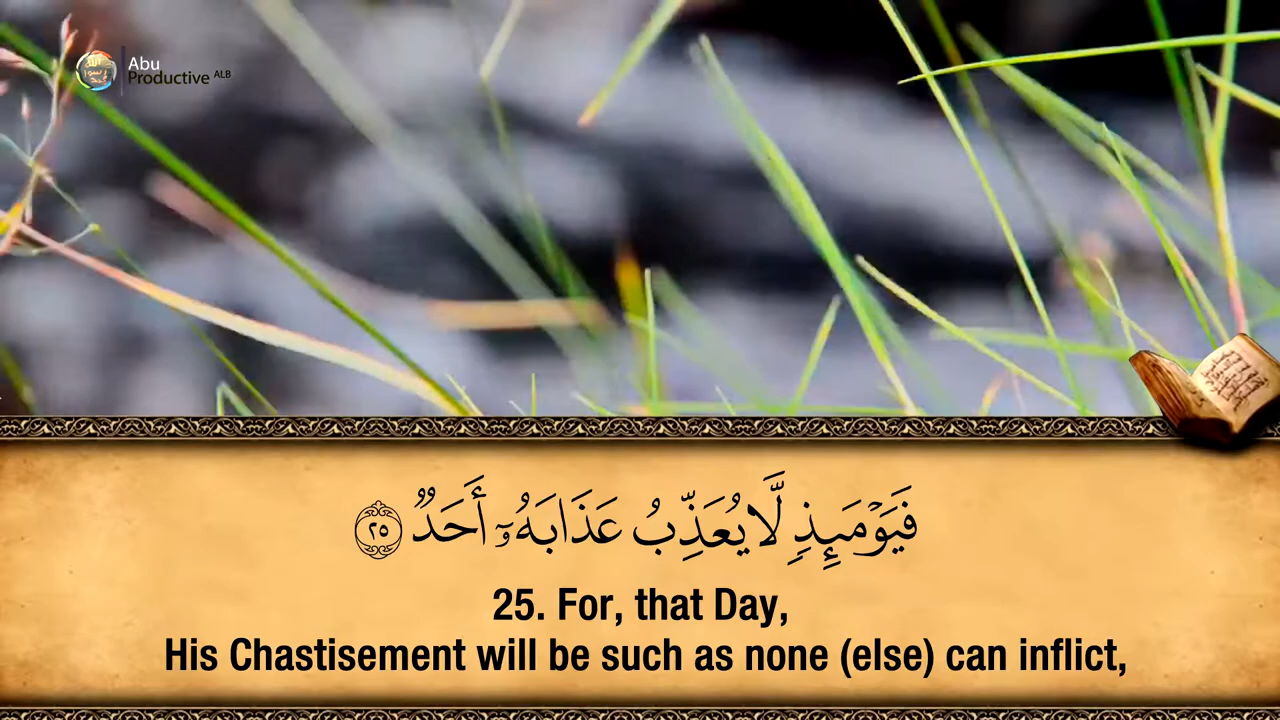 Abu
Productive ALB
فَيَوْمَئِذٍ لَّا يُعَذِّبُ عَذَابَهُۥٓ أَحَدٌ ٢٥
25. For, that Day,
His Chastisement will be such as none (else) can inflict,